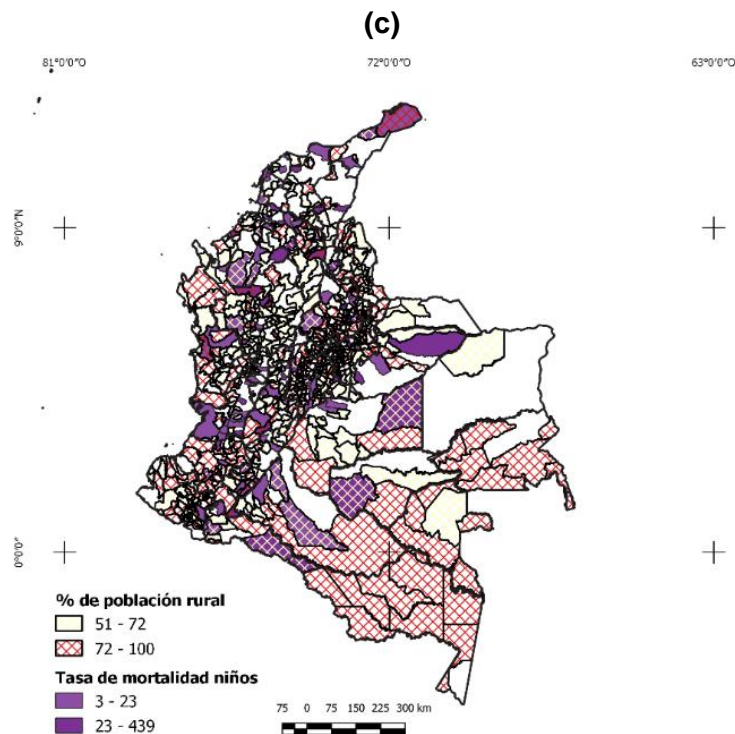 (c)
81°0'0"O 72°0'0"O 63°0'0"O
9°0'0"N
0°0'0"
% de población rural
51 - 72
72 - 100
Tasa de mortalidad niños
3 - 23
23 - 439
75 0 75 150 225 300 km